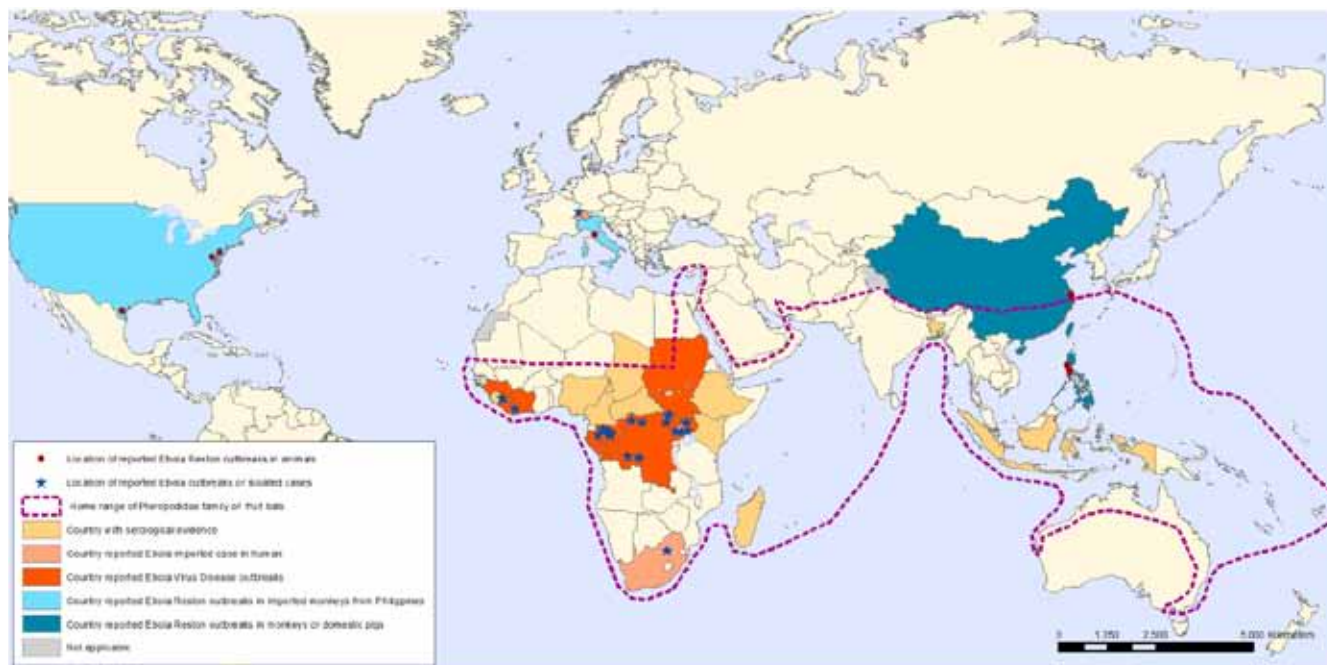 Location of reported Ebola Reston outbreaks in animals
Location of reported Ebola outbreaks or isolated cases
Home range of Pteropodidae family of fruit bats
Country with serological evidence
Country reported Ebola imported case in human
Country reported Ebola Virus Disease outbreaks
Country reported Ebola Reston outbreaks in imported monkeys from Philippines
Country reported Ebola Reston outbreaks in monkeys or domestic pigs
Not applicable
0 1.250 2.500 5.000 Kilometers